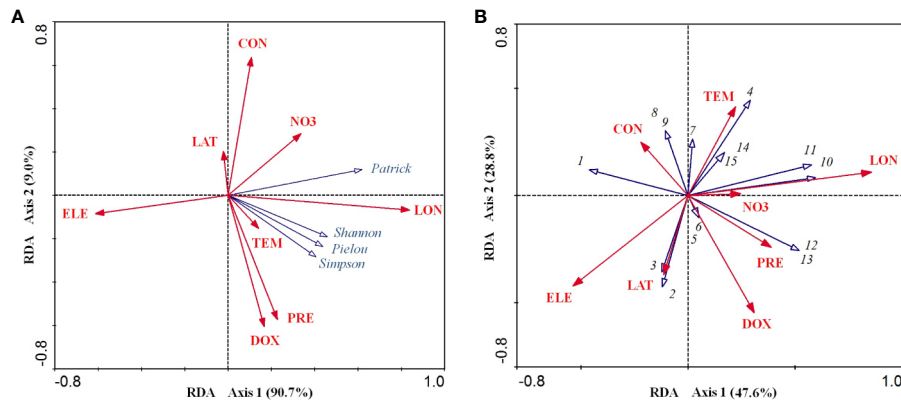 A
0.8
CON
NO3
LAT
Patrick
RDA Axis 2 (9.0%)
ELE
LON
TEM
Shannon
Pielou
Simpson
PRE
DOX
-0.8
-0.8
1.0
RDA Axis 1 (90.7%)
B
0.8
TEM
4
8
9
7
CON
14
15
11
10
1
LON
RDA Axis 2 (28.8%)
NO3
6
5
12
13
PRE
3
LAT
2
ELE
DOX
-0.8
-0.8
1.0
RDA Axis 1 (47.6%)